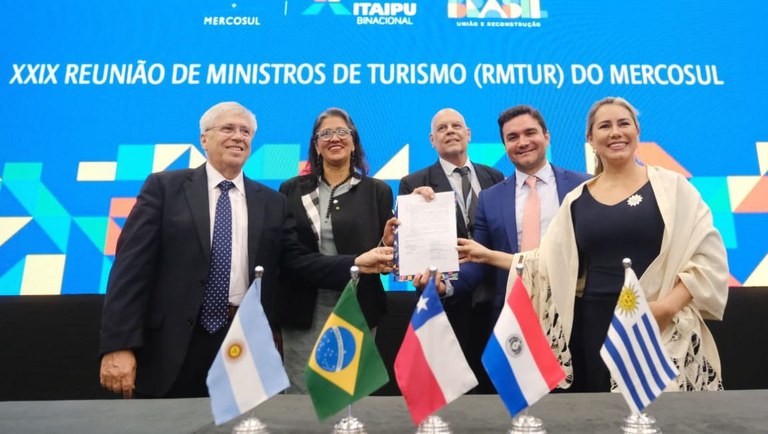 MERCOSUL
ITAIPU
BINACIONAL
BRASIL
UNIÃO E RECONSTRUÇÃO
XXIX REUNIÃO DE MINISTROS DE TURISMO (RMTUR) DO MERCOSUL